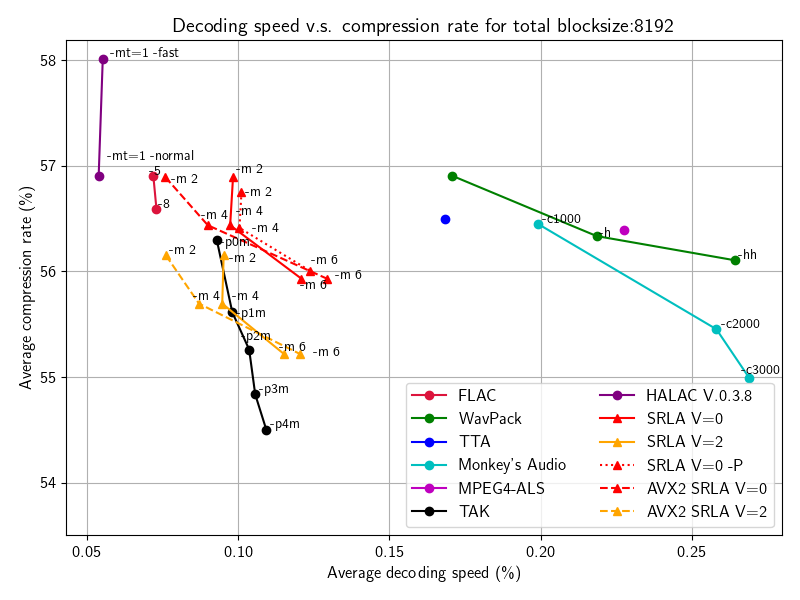 Decoding speed v.s. compression rate for total blocksize:8192
Average compression rate (%)
58
57
56
55
54
-mt=1 -fast
-mt=1 -normal
-5
-8
-m 2
-m 2
-m 2
-m 4
-m 4
-m 4
-m 6
-m 6
-m 6
-m 2
-m 2
-m 4
-m 4
-m 6
-m 6
-p0m
-p1m
-p2m
-p3m
-p4m
-c1000
-h
-hh
-c2000
-c3000
FLAC
WavPack
TTA
Monkey's Audio
MPEG4-ALS
TAK
HALAC V.0.3.8
SRLA V=0
SRLA V=2
SRLA V=0 -P
AVX2 SRLA V=0
AVX2 SRLA V=2
0.05
0.10
0.15
0.20
0.25
Average decoding speed (%)